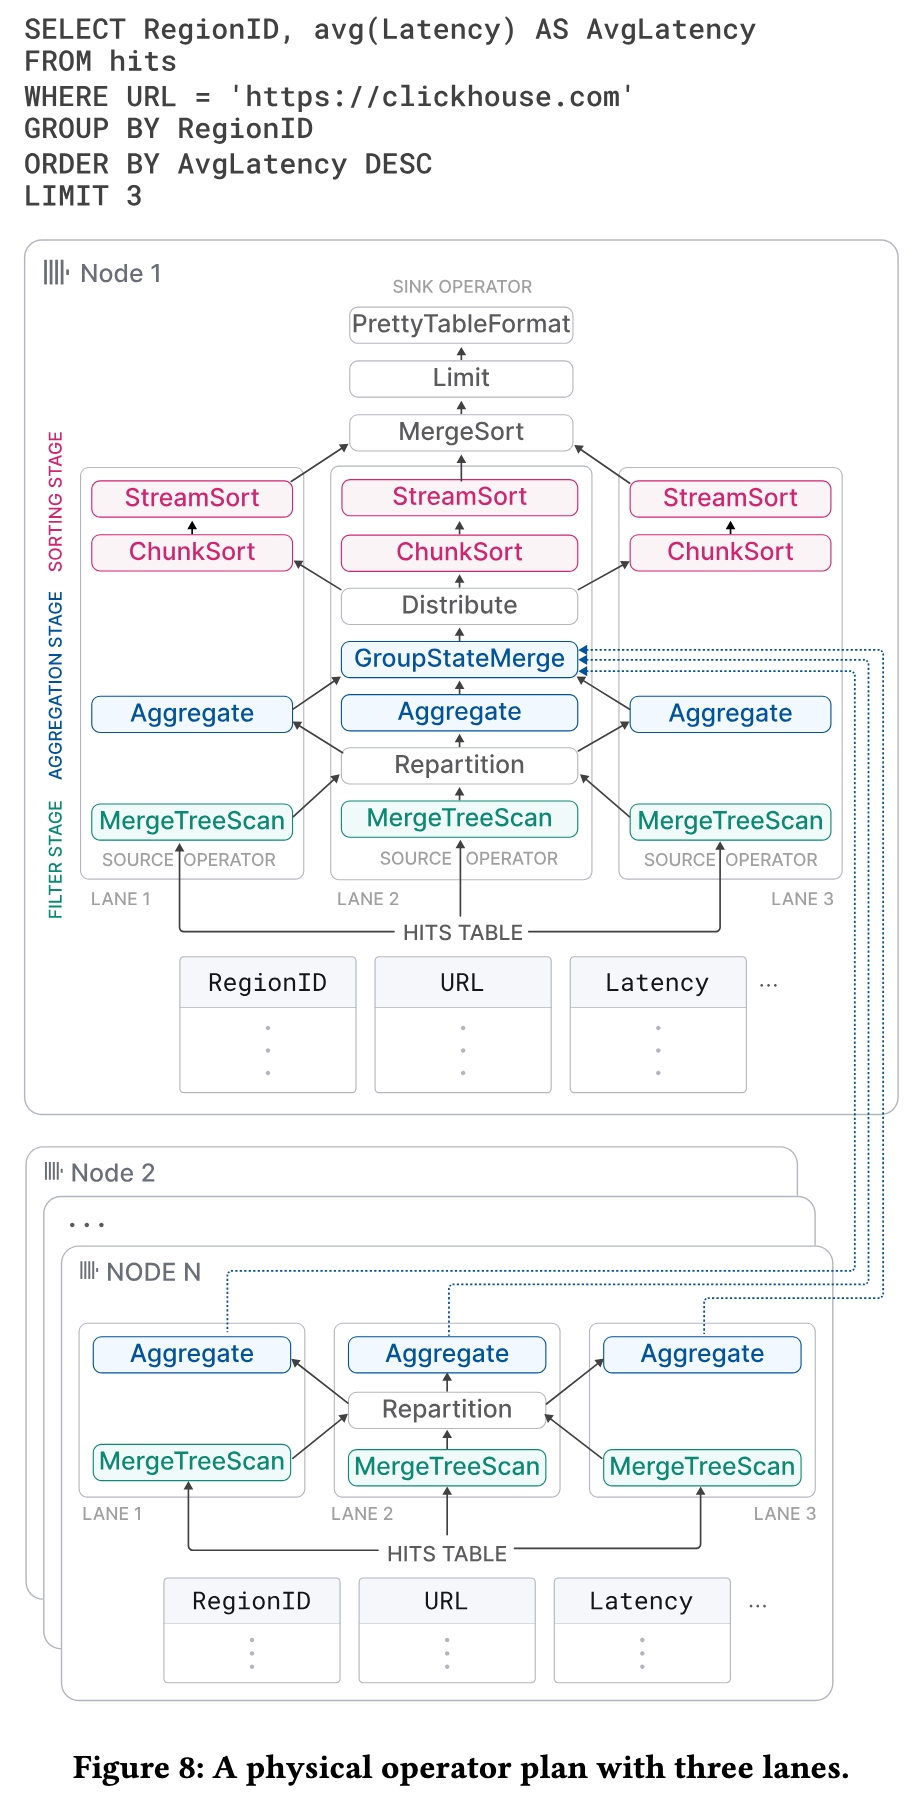 SELECT RegionID, avg(Latency) AS AvgLatency
FROM hits
WHERE URL = 'https://clickhouse.com'
GROUP BY RegionID
ORDER BY AvgLatency DESC
LIMIT 3
Node 1
SINK OPERATOR
PrettyTableFormat
Limit
MergeSort
SORTING STAGE
StreamSort StreamSort StreamSort
ChunkSort ChunkSort ChunkSort
Distribute
AGGREGATION STAGE
GroupStateMerge
Aggregate Aggregate Aggregate
Repartition
FILTER STAGE
MergeTreeScan MergeTreeScan MergeTreeScan
SOURCE OPERATOR SOURCE OPERATOR SOURCE OPERATOR
LANE 1 LANE 2 LANE 3
HITS TABLE
RegionID URL Latency ...
Node 2
...
NODE N
Aggregate Aggregate Aggregate
Repartition
MergeTreeScan MergeTreeScan MergeTreeScan
LANE 1 LANE 2 LANE 3
HITS TABLE
RegionID URL Latency ...
Figure 8: A physical operator plan with three lanes.